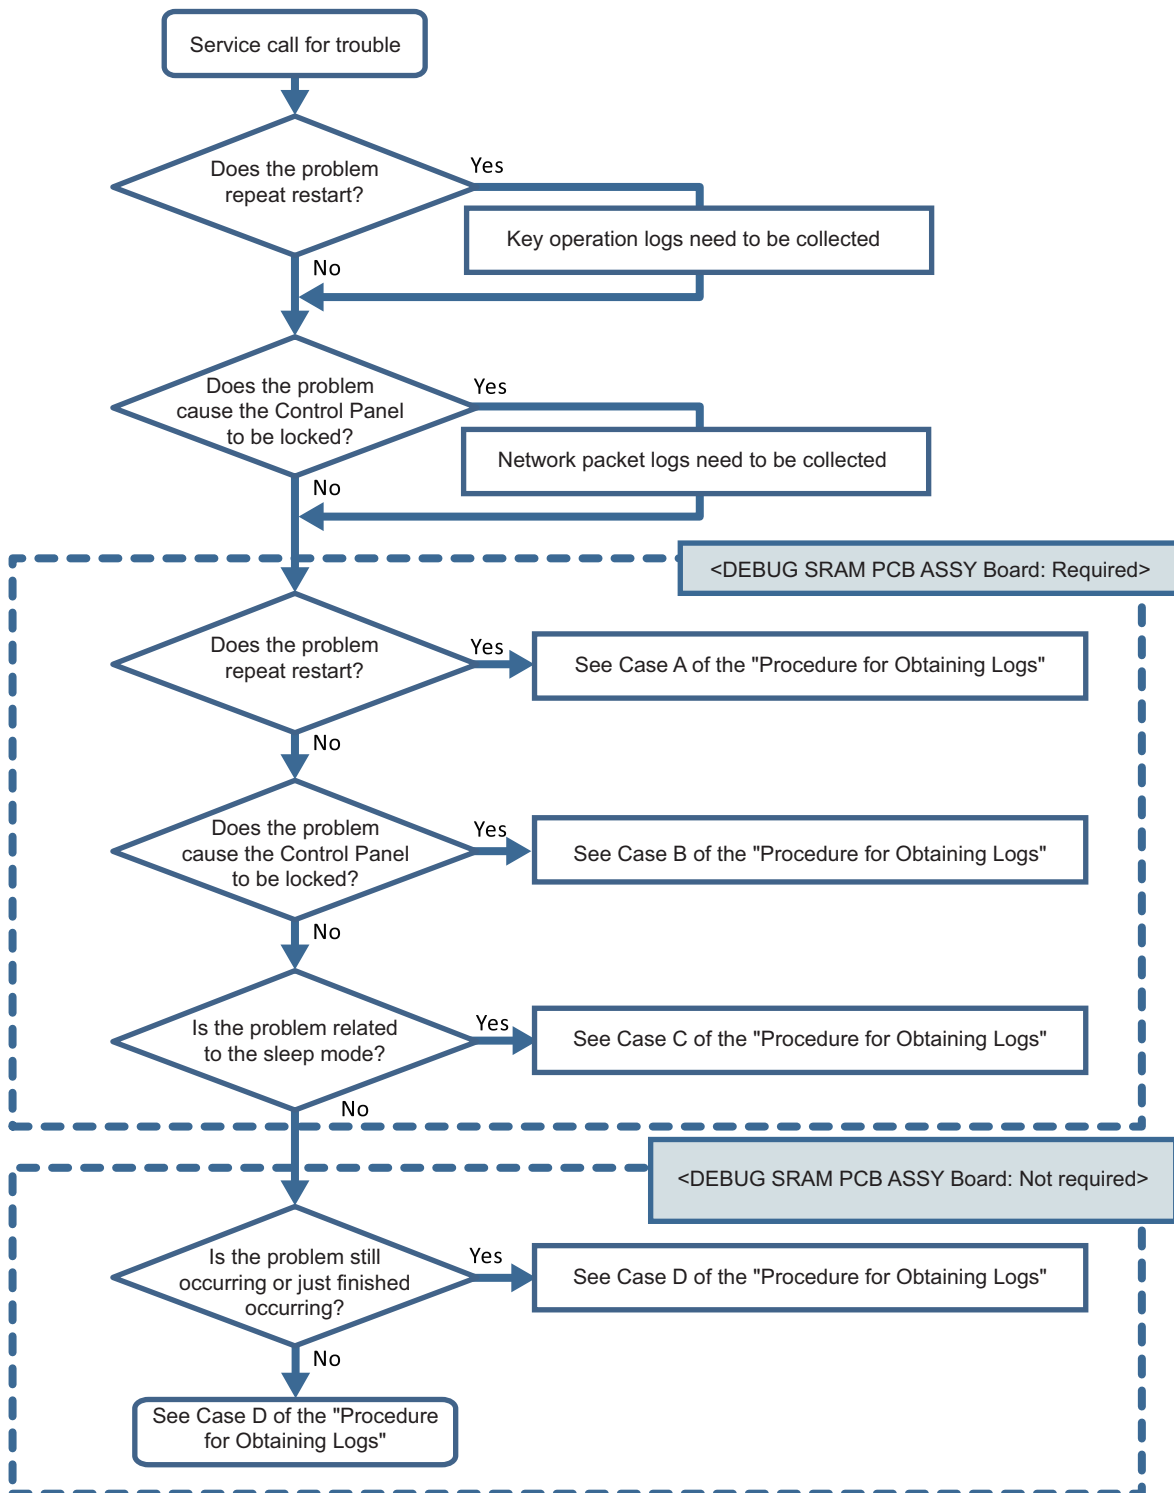 Service call for trouble
Does the problem
repeat restart?
Yes
Key operation logs need to be collected
No
Does the problem
cause the Control Panel
to be locked?
Yes
Network packet logs need to be collected
No
<DEBUG SRAM PCB ASSY Board: Required>
Does the problem
repeat restart?
Yes
See Case A of the "Procedure for Obtaining Logs"
No
Does the problem
cause the Control Panel
to be locked?
Yes
See Case B of the "Procedure for Obtaining Logs"
No
Is the problem related
to the sleep mode?
Yes
See Case C of the "Procedure for Obtaining Logs"
No
<DEBUG SRAM PCB ASSY Board: Not required>
Is the problem still
occurring or just finished
occurring?
Yes
See Case D of the "Procedure for Obtaining Logs"
No
See Case D of the "Procedure
for Obtaining Logs"